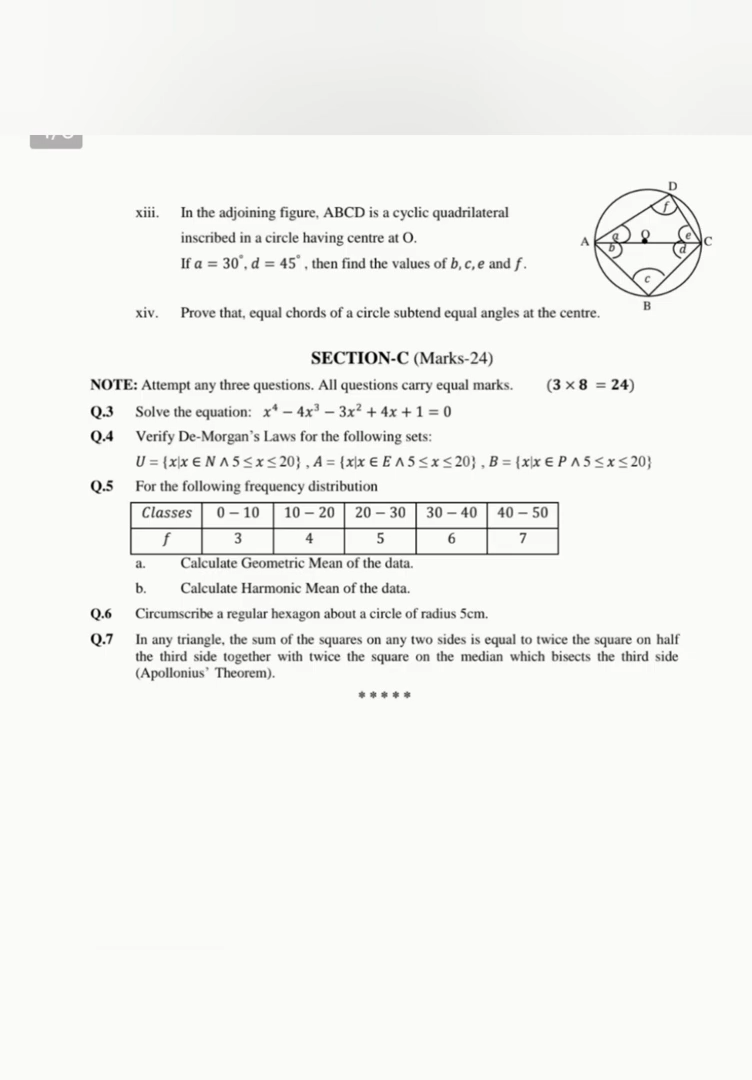 xiii. In the adjoining figure, ABCD is a cyclic quadrilateral
inscribed in a circle having centre at O.
If a = 30°, d = 45° , then find the values of b, c, e and f.
D
f
A
a
O
e
C
b
d
c
B
xiv. Prove that, equal chords of a circle subtend equal angles at the centre.
SECTION-C (Marks-24)
NOTE: Attempt any three questions. All questions carry equal marks. (3 × 8 = 24)
Q.3 Solve the equation: x⁴ − 4x³ − 3x² + 4x + 1 = 0
Q.4 Verify De-Morgan's Laws for the following sets:
U = {x|x ∈ N ∧ 5 ≤ x ≤ 20} , A = {x|x ∈ E ∧ 5 ≤ x ≤ 20} , B = {x|x ∈ P ∧ 5 ≤ x ≤ 20}
Q.5 For the following frequency distribution
Classes 0 – 10 10 – 20 20 – 30 30 – 40 40 – 50
f 3 4 5 6 7
a. Calculate Geometric Mean of the data.
b. Calculate Harmonic Mean of the data.
Q.6 Circumscribe a regular hexagon about a circle of radius 5cm.
Q.7 In any triangle, the sum of the squares on any two sides is equal to twice the square on half
the third side together with twice the square on the median which bisects the third side
(Apollonius' Theorem).
*****